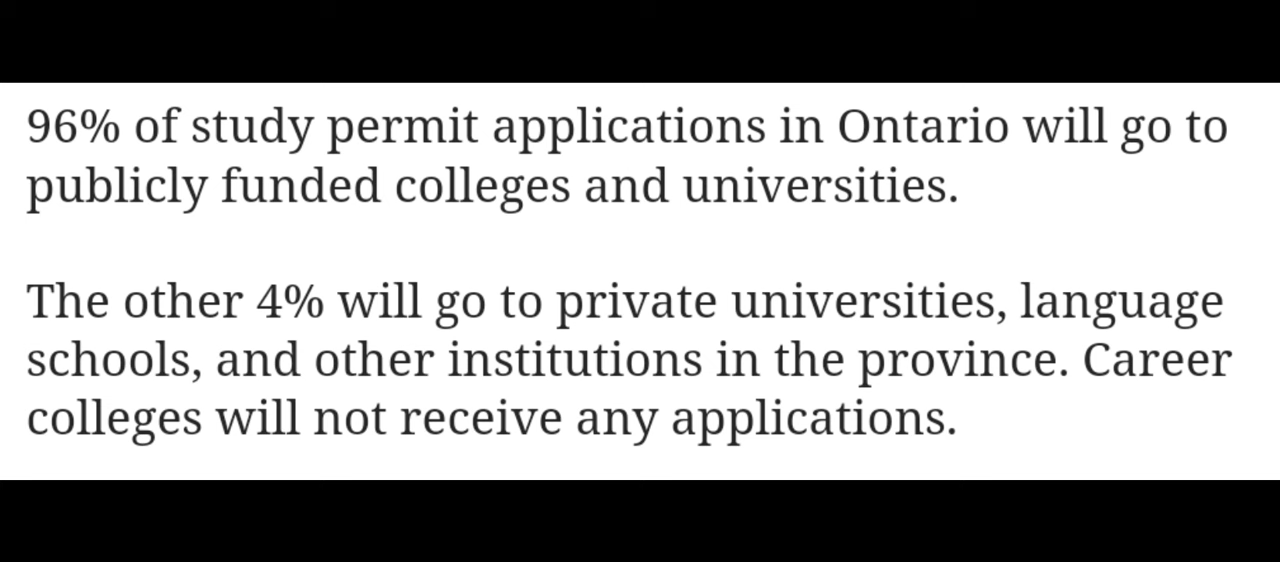 96% of study permit applications in Ontario will go to
publicly funded colleges and universities.
The other 4% will go to private universities, language
schools, and other institutions in the province. Career
colleges will not receive any applications.